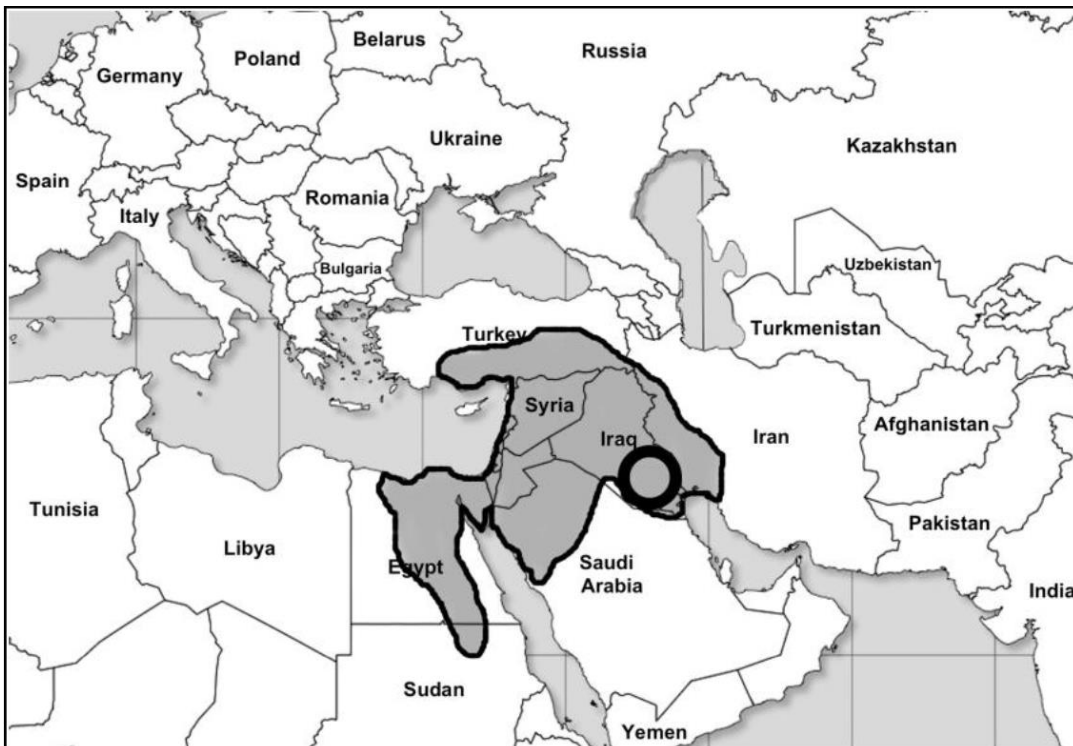 Belarus
Russia
Poland
Germany
Ukraine
Kazakhstan
Spain
Romania
Italy
Uzbekistan
Bulgaria
Turkey
Turkmenistan
Syria
Afghanistan
Iraq
Iran
Tunisia
Pakistan
Libya
Saudi
Arabia
Egypt
India
Sudan
Yemen